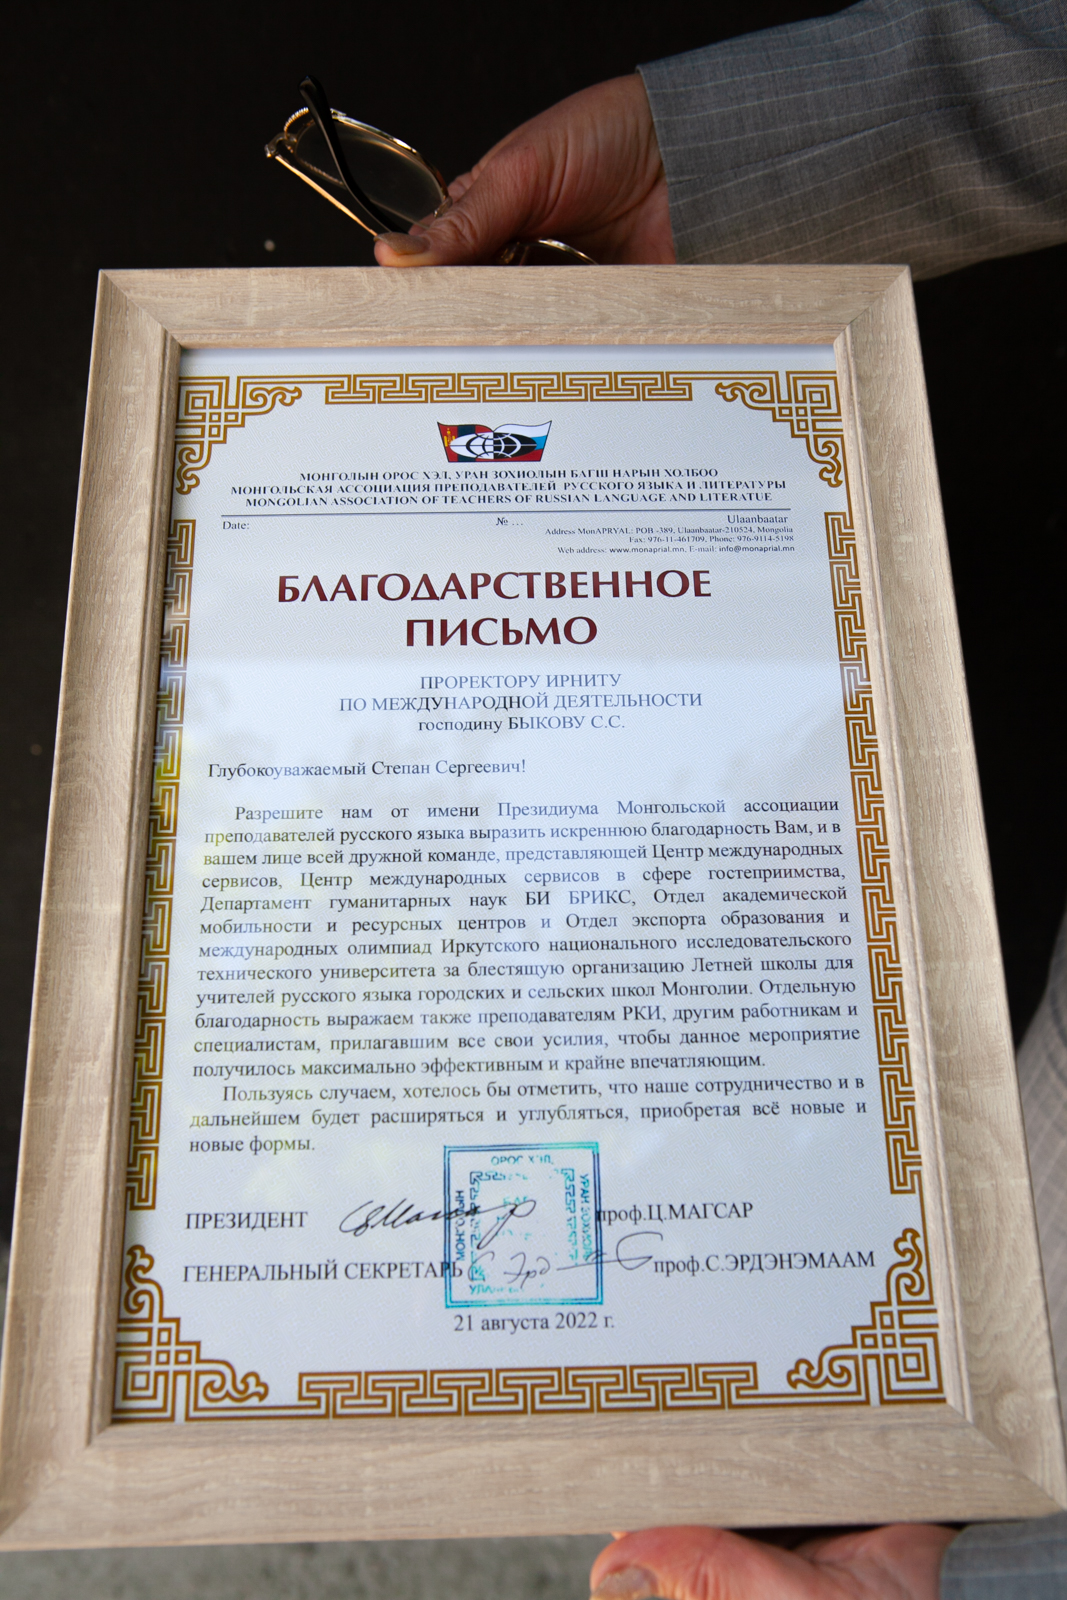 МОНГОЛЫН ОРОС ХЭЛ, УРАН ЗОХИОЛЫН БАГШ НАРЫН ХОЛБОО
МОНГОЛЬСКАЯ АССОЦИАЦИЯ ПРЕПОДАВАТЕЛЕЙ РУССКОГО ЯЗЫКА И ЛИТЕРАТУРЫ
MONGOLIAN ASSOCIATION OF TEACHERS OF RUSSIAN LANGUAGE AND LITERATUE
Date: № ... Ulaanbaatar
Address MonAPRYAL: POB -389, Ulaanbaatar-210524, Mongolia
Fax: 976-11-461709, Phone: 976-9114-5198
Web address: www.monaprial.mn, E-mail: info@monaprial.mn
БЛАГОДАРСТВЕННОЕ
ПИСЬМО
ПРОРЕКТОРУ ИРНИТУ
ПО МЕЖДУНАРОДНОЙ ДЕЯТЕЛЬНОСТИ
господину БЫКОВУ С.С.
Глубокоуважаемый Степан Сергеевич!
Разрешите нам от имени Президиума Монгольской ассоциации
преподавателей русского языка выразить искреннюю благодарность Вам, и в
вашем лице всей дружной команде, представляющей Центр международных
сервисов, Центр международных сервисов в сфере гостеприимства,
Департамент гуманитарных наук БИ БРИКС, Отдел академической
мобильности и ресурсных центров и Отдел экспорта образования и
международных олимпиад Иркутского национального исследовательского
технического университета за блестящую организацию Летней школы для
учителей русского языка городских и сельских школ Монголии. Отдельную
благодарность выражаем также преподавателям РКИ, другим работникам и
специалистам, прилагавшим все свои усилия, чтобы данное мероприятие
получилось максимально эффективным и крайне впечатляющим.
Пользуясь случаем, хотелось бы отметить, что наше сотрудничество и в
дальнейшем будет расширяться и углубляться, приобретая всё новые и
новые формы.
ОРОС ХЭЛ,
УРАН ЗОХИОЛ
ПРЕЗИДЕНТ проф.Ц.МАГСАР
ГЕНЕРАЛЬНЫЙ СЕКРЕТАРЬ проф.С.ЭРДЭНЭМААМ
21 августа 2022 г.